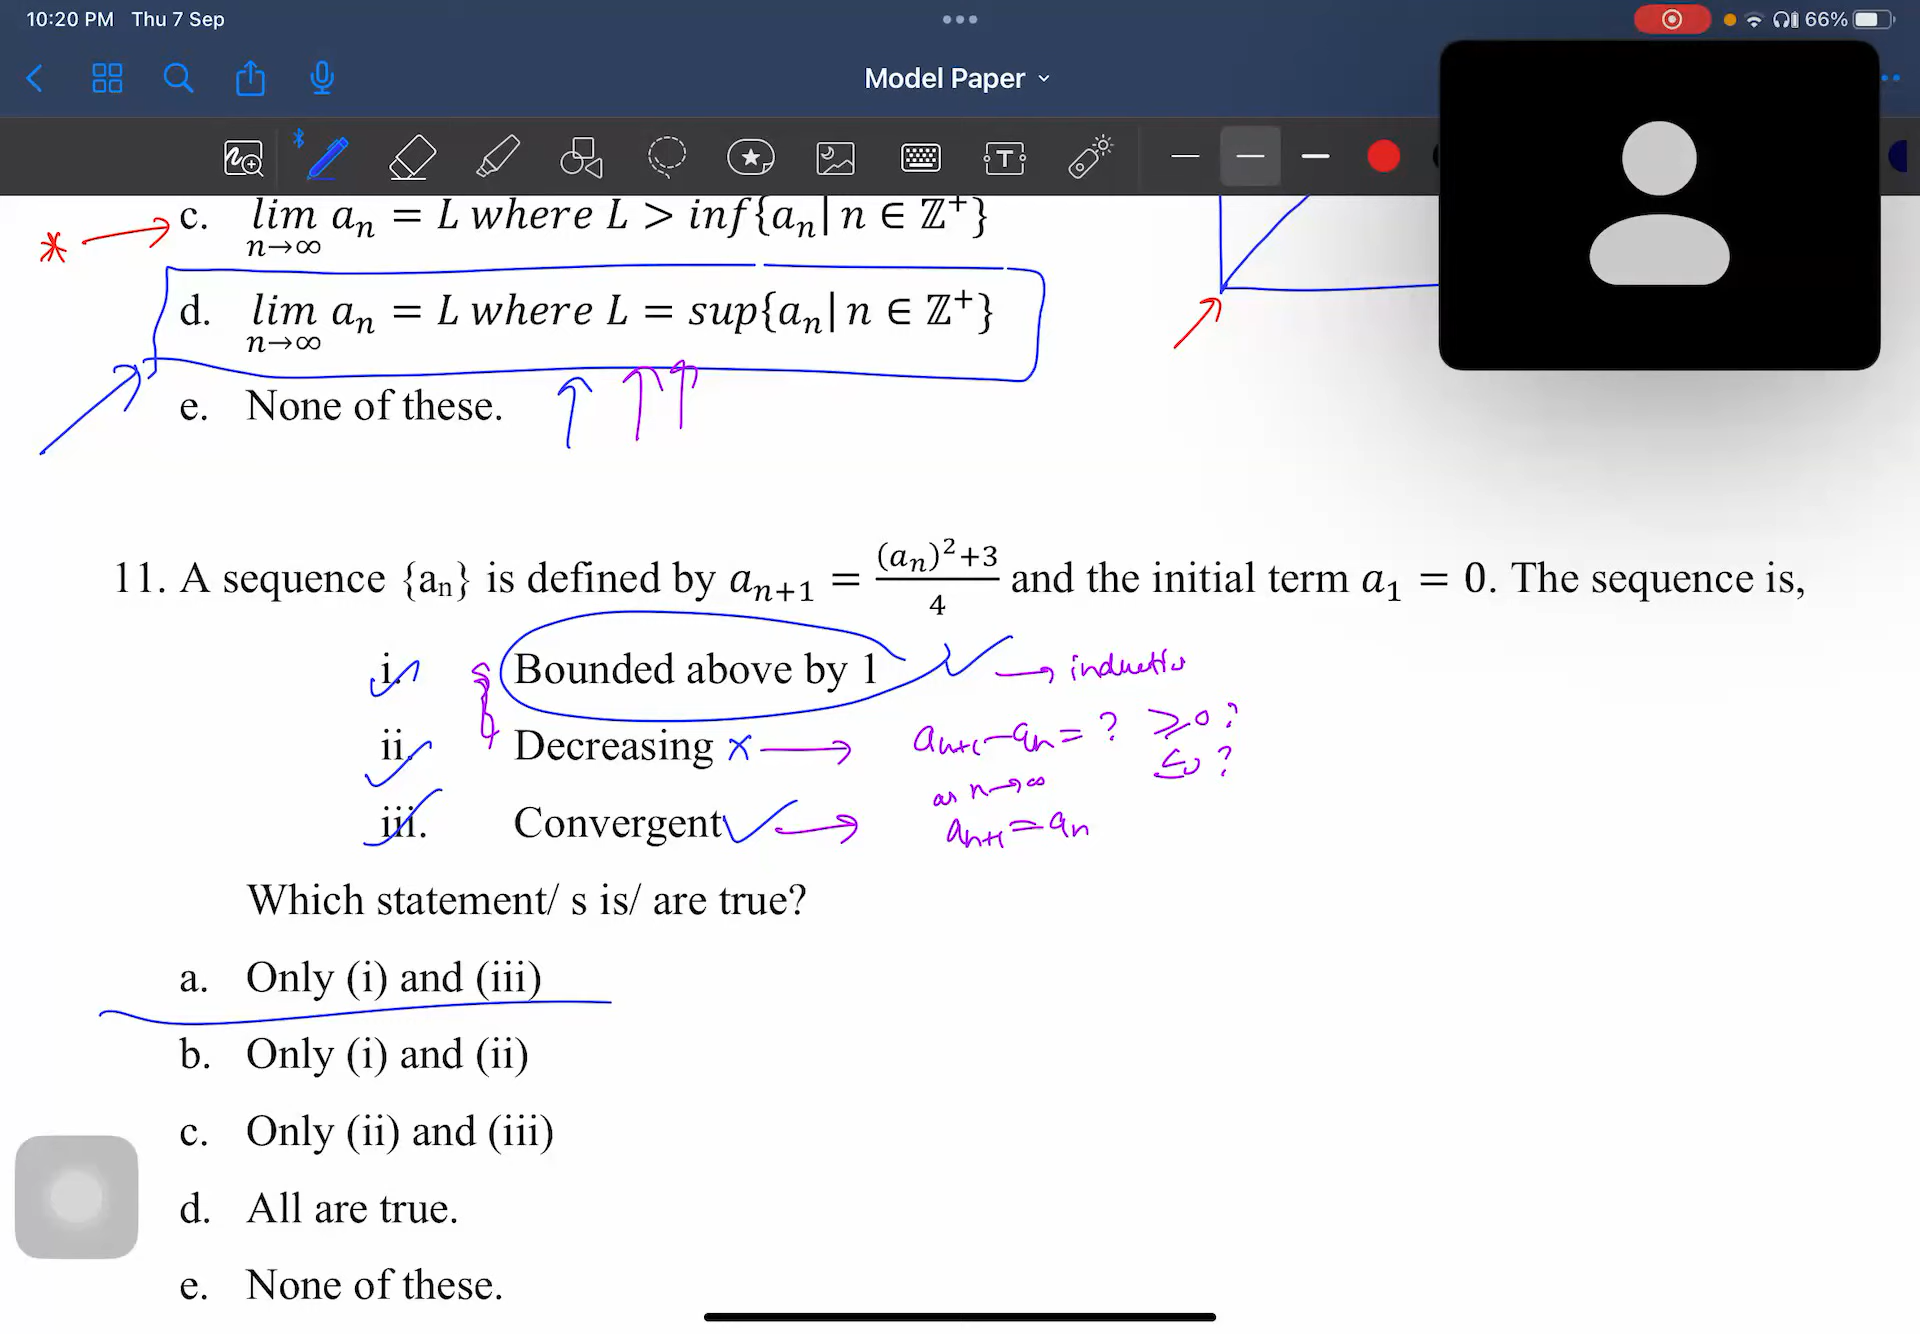 10:20 PM Thu 7 Sep
66%
Model Paper
T
* c. lim aₙ = L where L > inf{aₙ| n ∈ ℤ⁺}
n→∞
d. lim aₙ = L where L = sup{aₙ| n ∈ ℤ⁺}
n→∞
e. None of these.
11. A sequence {aₙ} is defined by aₙ₊₁ = ((aₙ)²+3)/4 and the initial term a₁ = 0. The sequence is,
i. Bounded above by 1 ✓ → inductio
ii. Decreasing x → aₙ₊₁ − aₙ = ? ≥0 ?
≤0 ?
as n→∞
iii. Convergent ✓ → aₙ₊₁ = aₙ
Which statement/ s is/ are true?
a. Only (i) and (iii)
b. Only (i) and (ii)
c. Only (ii) and (iii)
d. All are true.
e. None of these.